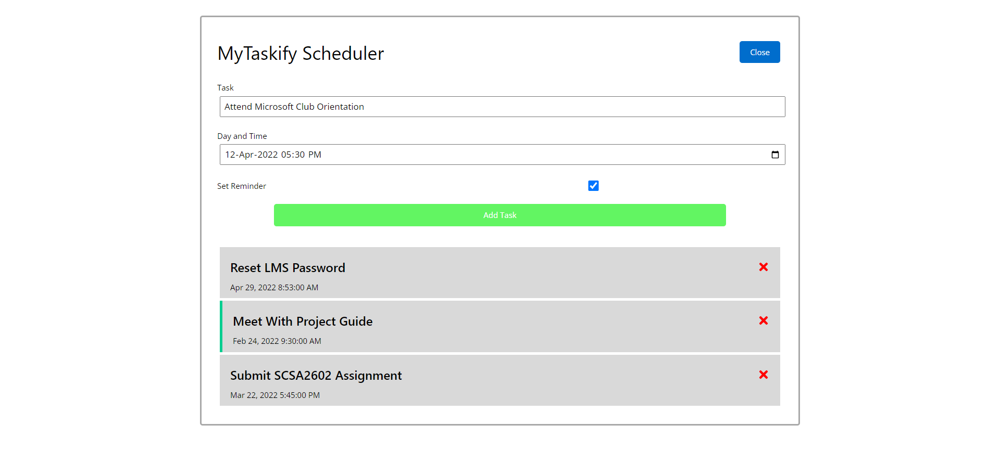 MyTaskify Scheduler
Close
Task
Attend Microsoft Club Orientation
Day and Time
12-Apr-2022 05:30 PM
Set Reminder
Add Task
Reset LMS Password
Apr 29, 2022 8:53:00 AM
Meet With Project Guide
Feb 24, 2022 9:30:00 AM
Submit SCSA2602 Assignment
Mar 22, 2022 5:45:00 PM